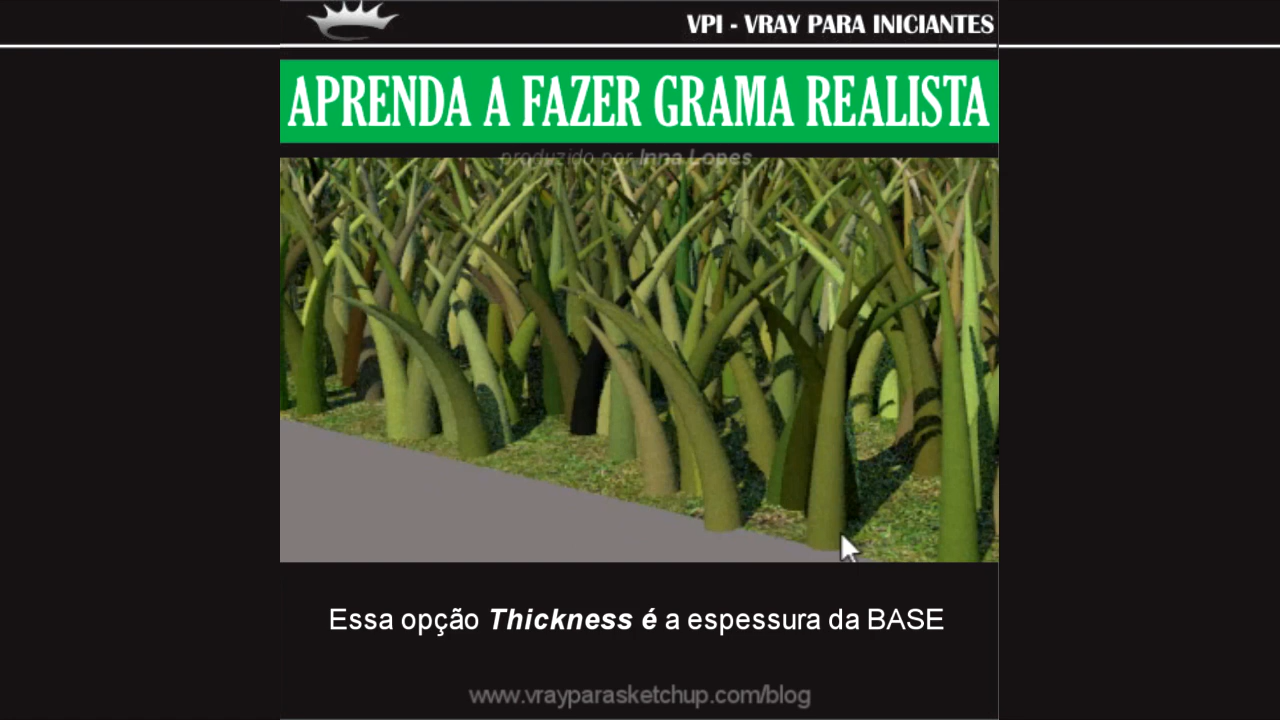 VPI - VRAY PARA INICIANTES
APRENDA A FAZER GRAMA REALISTA
produzido por Inna Lopes
Essa opção Thickness é a espessura da BASE
www.vrayparasketchup.com/blog